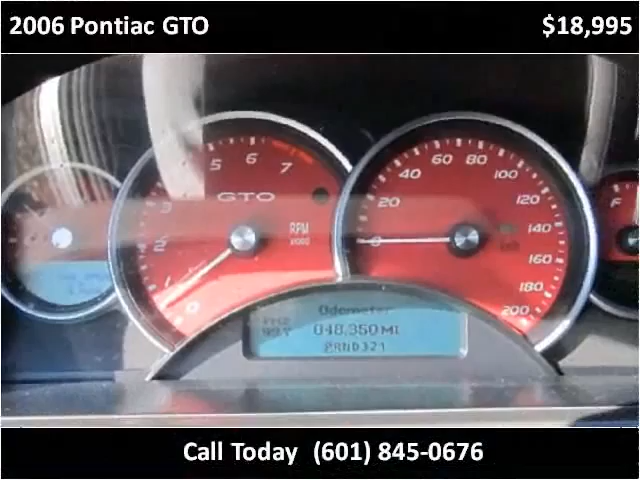 2006 Pontiac GTO
$18,995
5 6 7
3
2
1
0
GTO
RPM
0 20 40 60 80 100 120 140 160 180 200
F
Odometer
048,350 MI
PRND321
Call Today (601) 845-0676